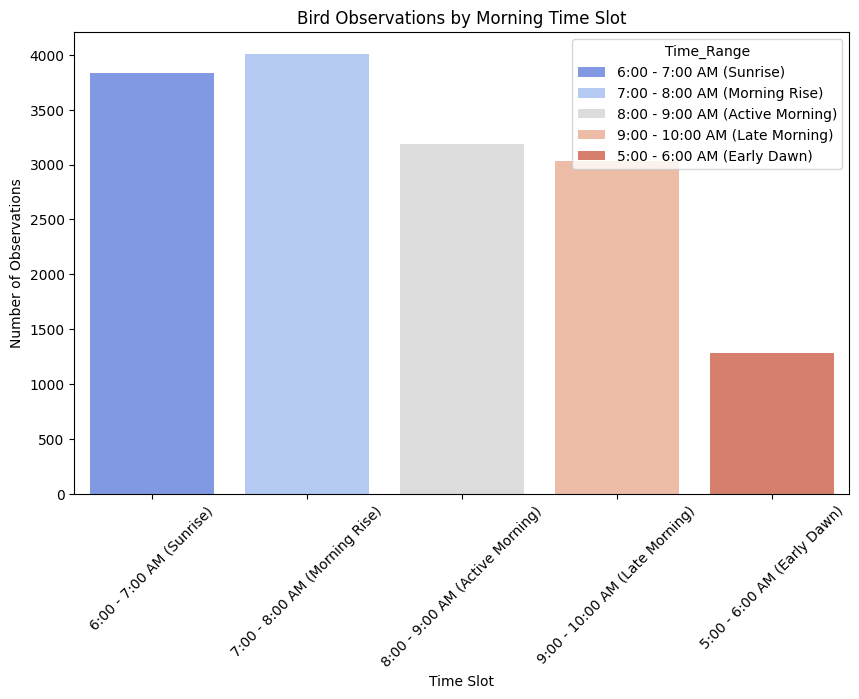 Bird Observations by Morning Time Slot
Number of Observations
4000
3500
3000
2500
2000
1500
1000
500
0
Time_Range
6:00 - 7:00 AM (Sunrise)
7:00 - 8:00 AM (Morning Rise)
8:00 - 9:00 AM (Active Morning)
9:00 - 10:00 AM (Late Morning)
5:00 - 6:00 AM (Early Dawn)
6:00 - 7:00 AM (Sunrise)
7:00 - 8:00 AM (Morning Rise)
8:00 - 9:00 AM (Active Morning)
9:00 - 10:00 AM (Late Morning)
5:00 - 6:00 AM (Early Dawn)
Time Slot